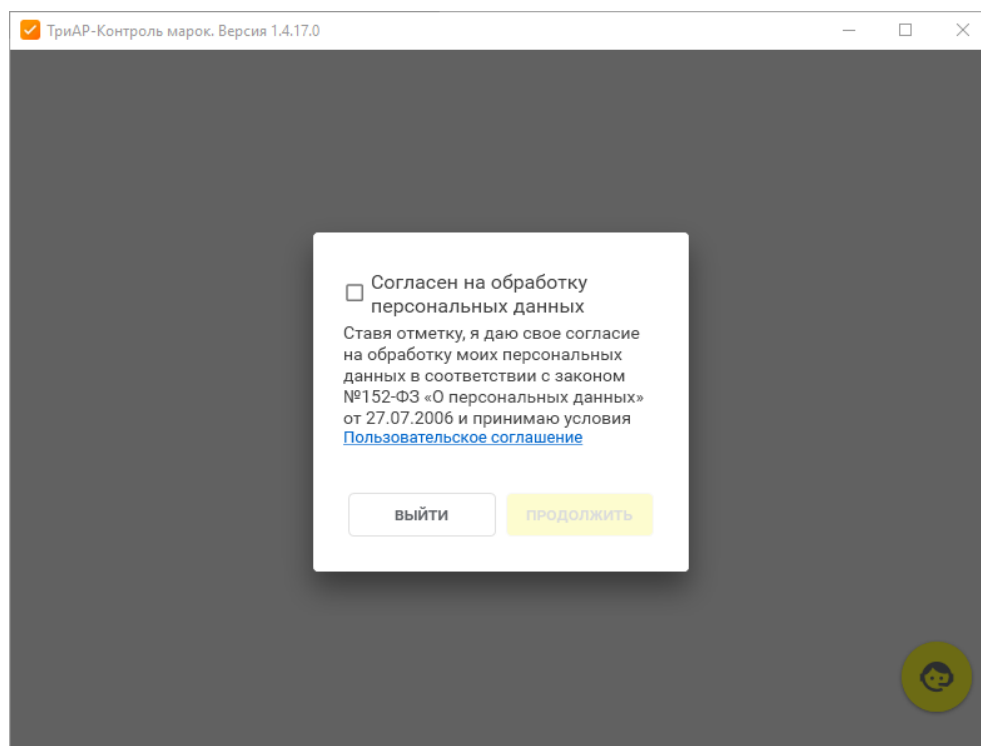 ТриАР-Контроль марок. Версия 1.4.17.0
Согласен на обработку
персональных данных
Ставя отметку, я даю свое согласие
на обработку моих персональных
данных в соответствии с законом
№152-ФЗ «О персональных данных»
от 27.07.2006 и принимаю условия
Пользовательское соглашение
ВЫЙТИ
ПРОДОЛЖИТЬ